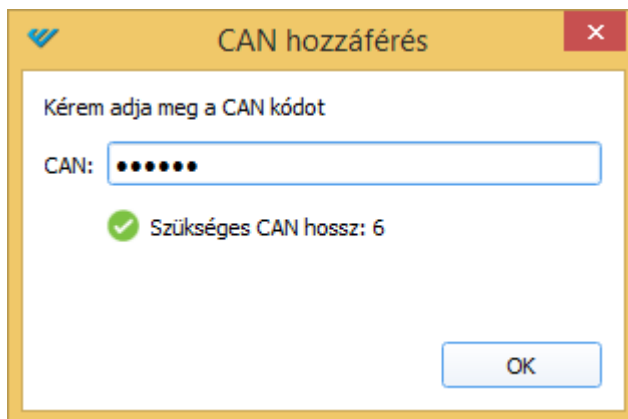 CAN hozzáférés
Kérem adja meg a CAN kódot
CAN: ●●●●●●
Szükséges CAN hossz: 6
OK